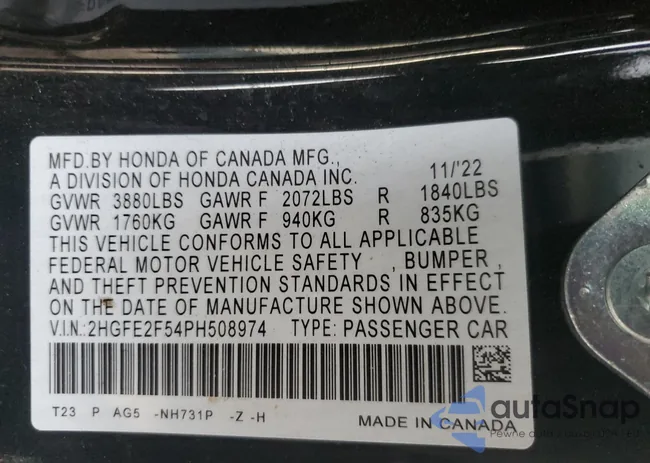 MFD.BY HONDA OF CANADA MFG.,
A DIVISION OF HONDA CANADA INC. 11/'22
GVWR 3880LBS GAWR F 2072LBS R 1840LBS
GVWR 1760KG GAWR F 940KG R 835KG
THIS VEHICLE CONFORMS TO ALL APPLICABLE
FEDERAL MOTOR VEHICLE SAFETY , BUMPER ,
AND THEFT PREVENTION STANDARDS IN EFFECT
ON THE DATE OF MANUFACTURE SHOWN ABOVE.
V.I.N.:2HGFE2F54PH508974 TYPE: PASSENGER CAR
T23 P AG5 -NH731P -Z -H
MADE IN CANADA
autoSnap
Pewne